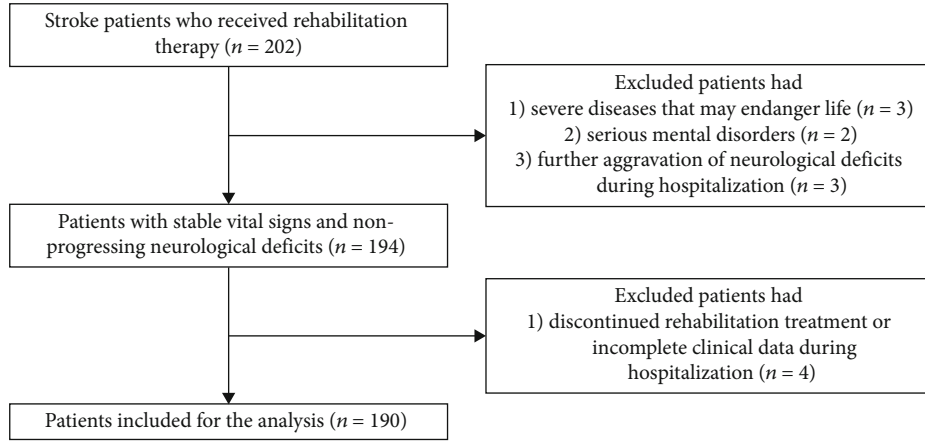 Stroke patients who received rehabilitation
therapy (n = 202)
Excluded patients had
1) severe diseases that may endanger life (n = 3)
2) serious mental disorders (n = 2)
3) further aggravation of neurological deficits
during hospitalization (n = 3)
Patients with stable vital signs and non-
progressing neurological deficits (n = 194)
Excluded patients had
1) discontinued rehabilitation treatment or
incomplete clinical data during
hospitalization (n = 4)
Patients included for the analysis (n = 190)